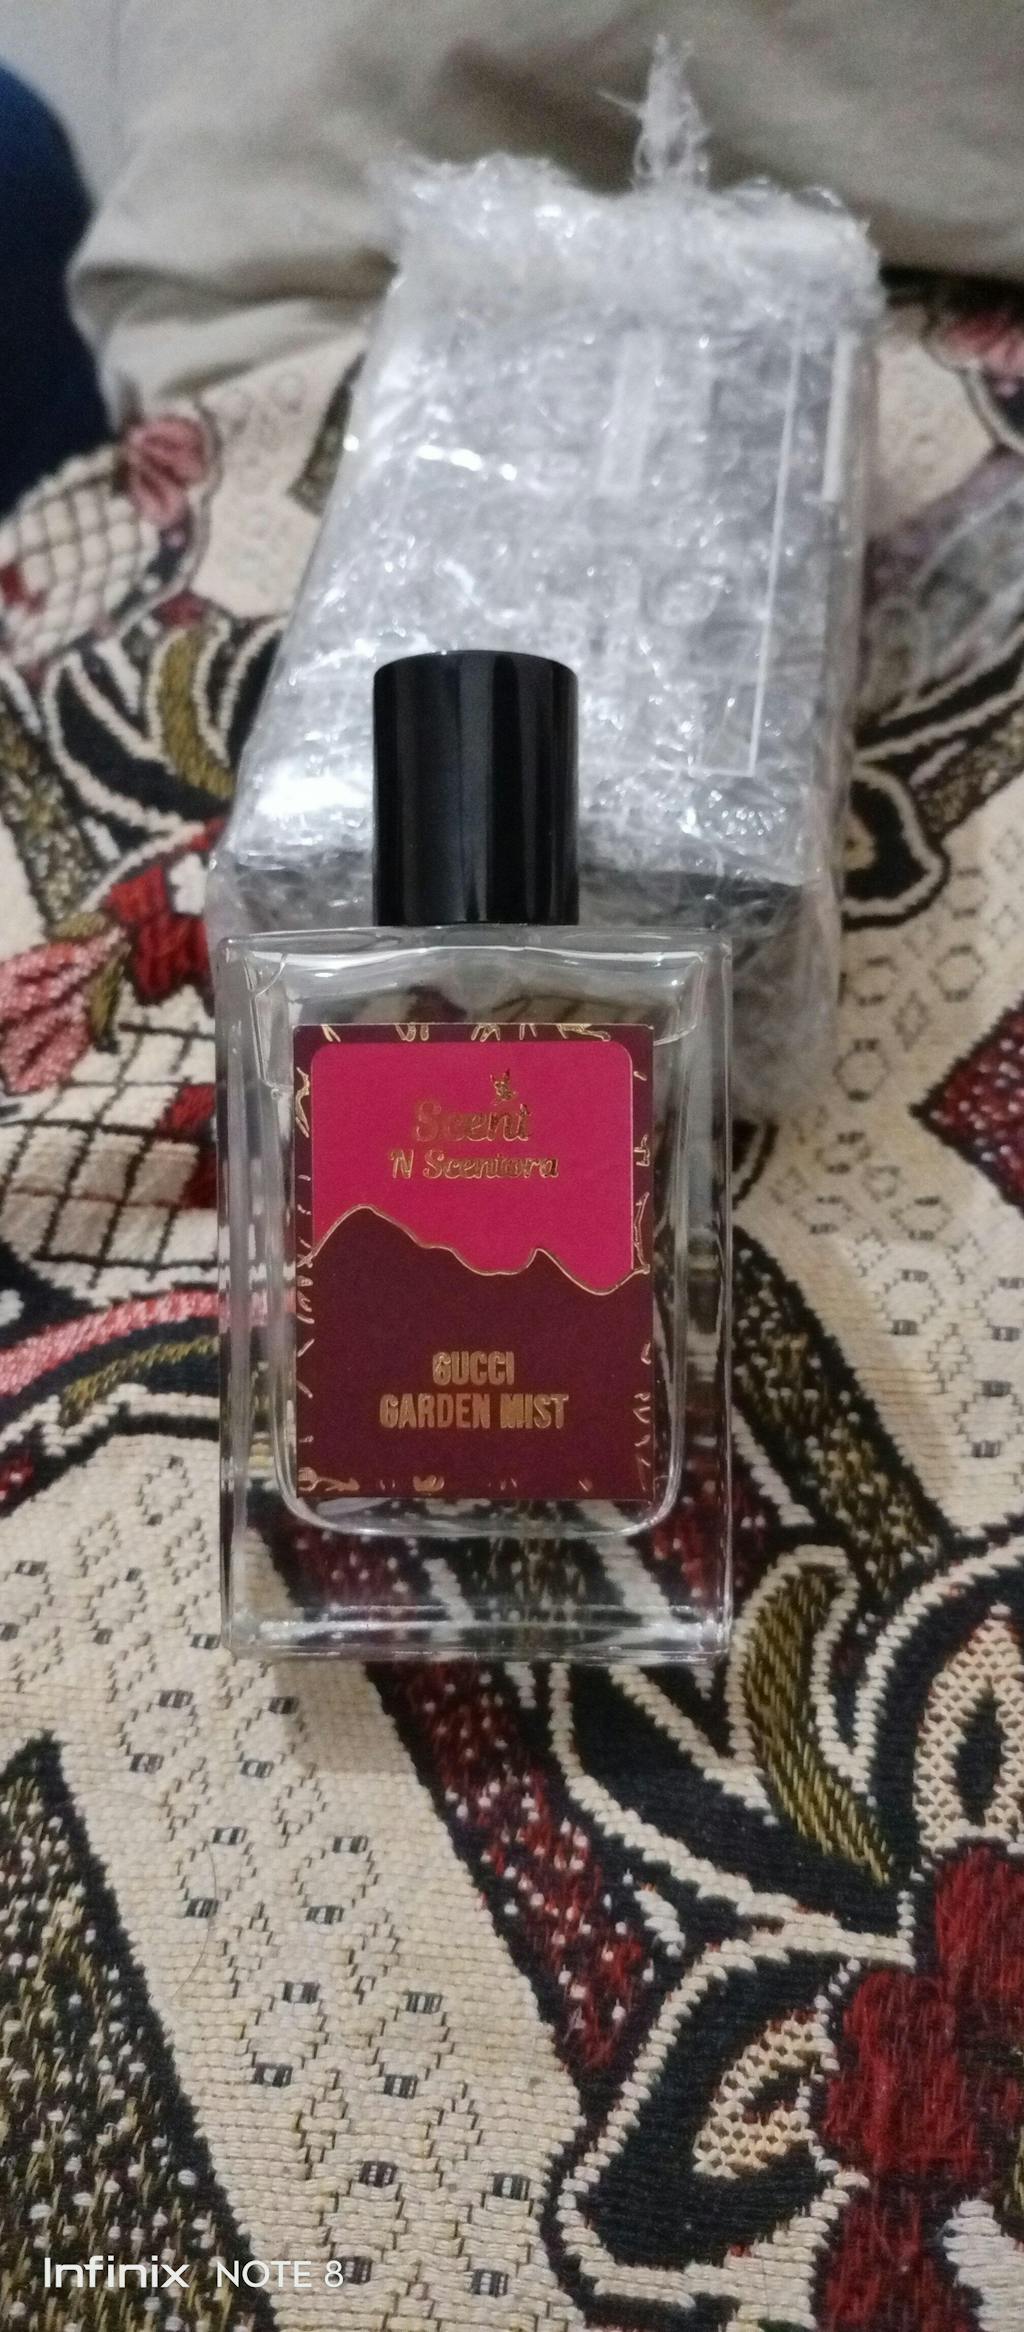 Scent
'N Scentora
GUCCI
GARDEN MIST
Infinix NOTE 8